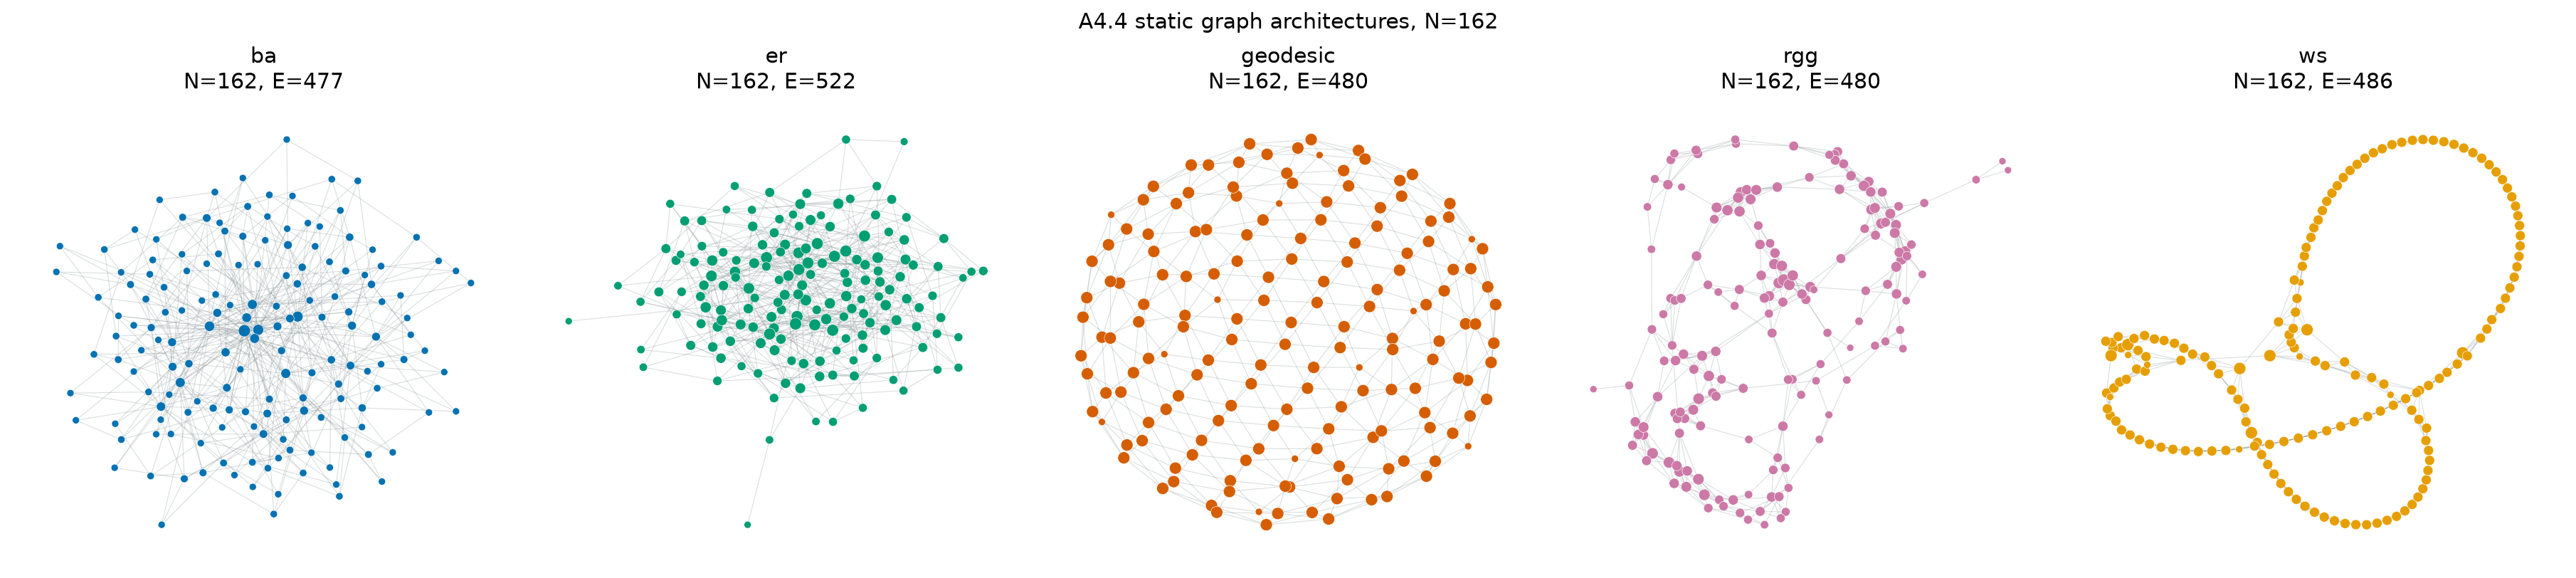 A4.4 static graph architectures, N=162
ba
N=162, E=477
er
N=162, E=522
geodesic
N=162, E=480
rgg
N=162, E=480
ws
N=162, E=486